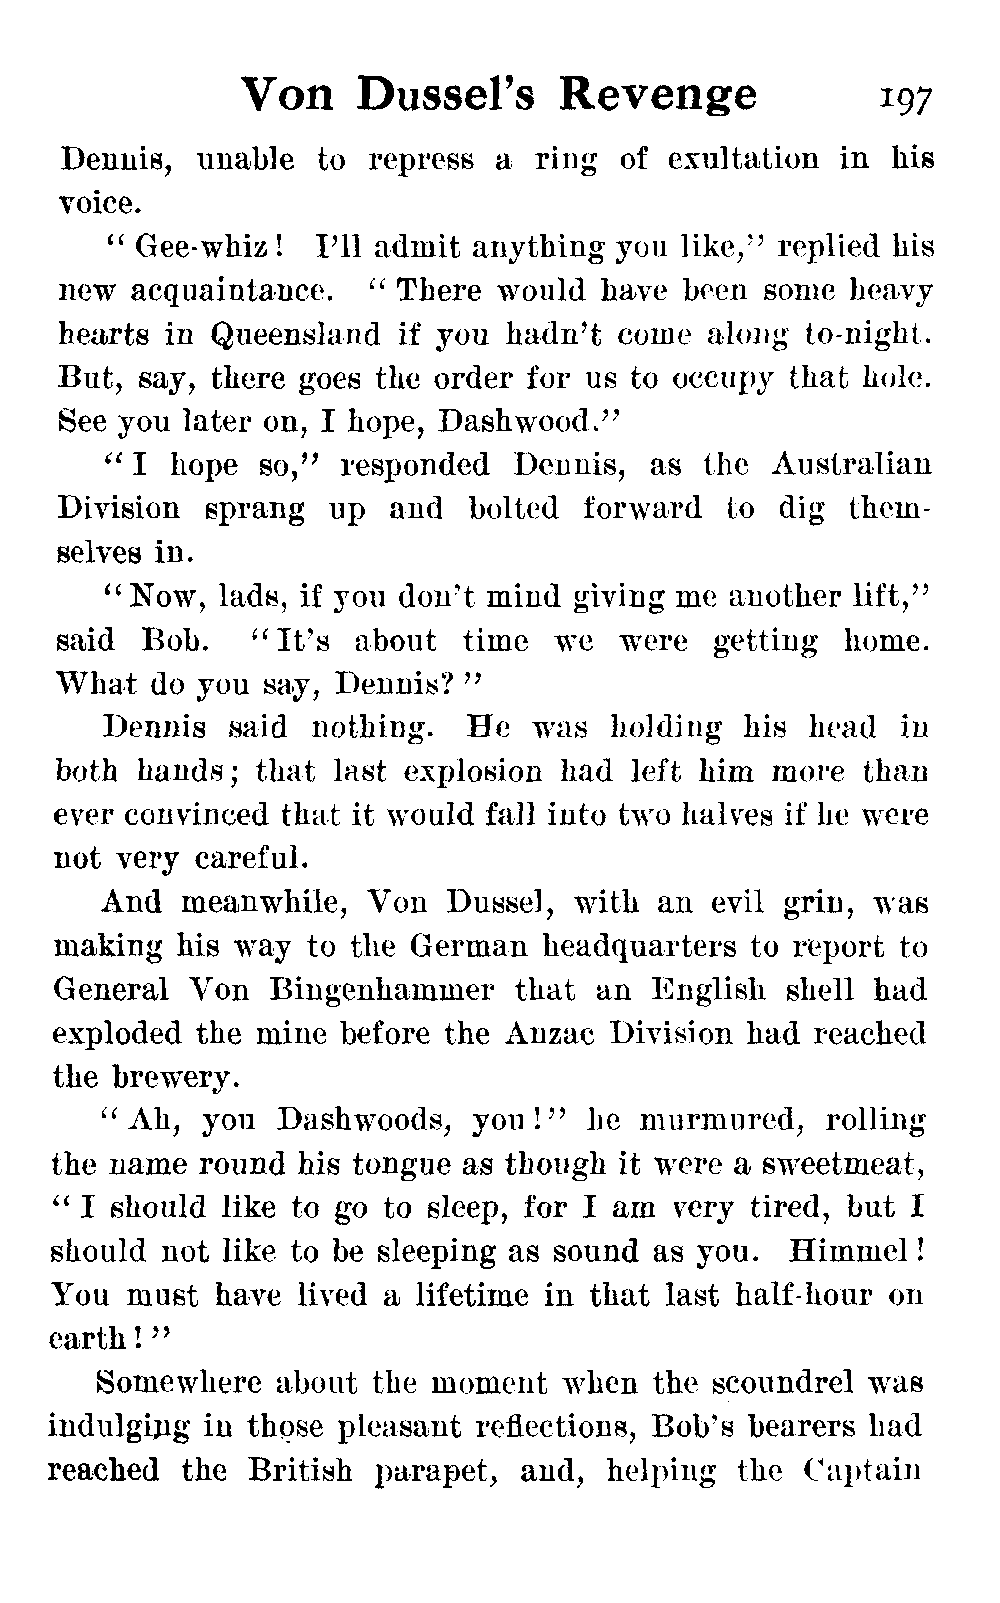 Von Dussel's Revenge 197
Dennis, unable to repress a ring of exultation in his
voice.
" Gee-whiz! I'll admit anything you like," replied his
new acquaintance. " There would have been some heavy
hearts in Queensland if you hadn't come along to-night.
But, say, there goes the order for us to occupy that hole.
See you later on, I hope, Dashwood."
" I hope so," responded Dennis, as the Australian
Division sprang up and bolted forward to dig them-
selves in.
" Now, lads, if you don't mind giving me another lift,"
said Bob. " It's about time we were getting home.
What do you say, Dennis? "
Dennis said nothing. He was holding his head in
both hands; that last explosion had left him more than
ever convinced that it would fall into two halves if he were
not very careful.
And meanwhile, Von Dussel, with an evil grin, was
making his way to the German headquarters to report to
General Von Bingenhammer that an English shell had
exploded the mine before the Anzac Division had reached
the brewery.
" Ah, you Dashwoods, you!" he murmured, rolling
the name round his tongue as though it were a sweetmeat,
" I should like to go to sleep, for I am very tired, but I
should not like to be sleeping as sound as you. Himmel!
You must have lived a lifetime in that last half-hour on
earth! "
Somewhere about the moment when the scoundrel was
indulging in those pleasant reflections, Bob's bearers had
reached the British parapet, and, helping the Captain